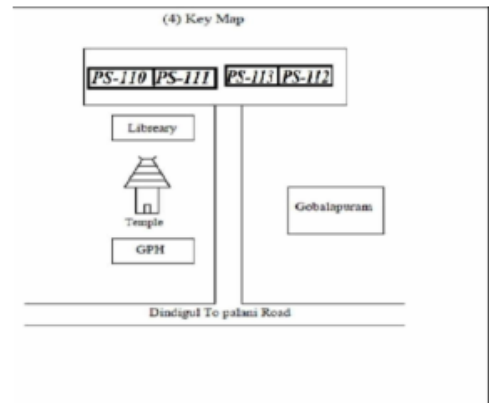 (4) Key Map
PS-110 PS-111 PS-113 PS-112
Libreary
Temple
Gobalapuram
GPH
Dindigul To palani Road